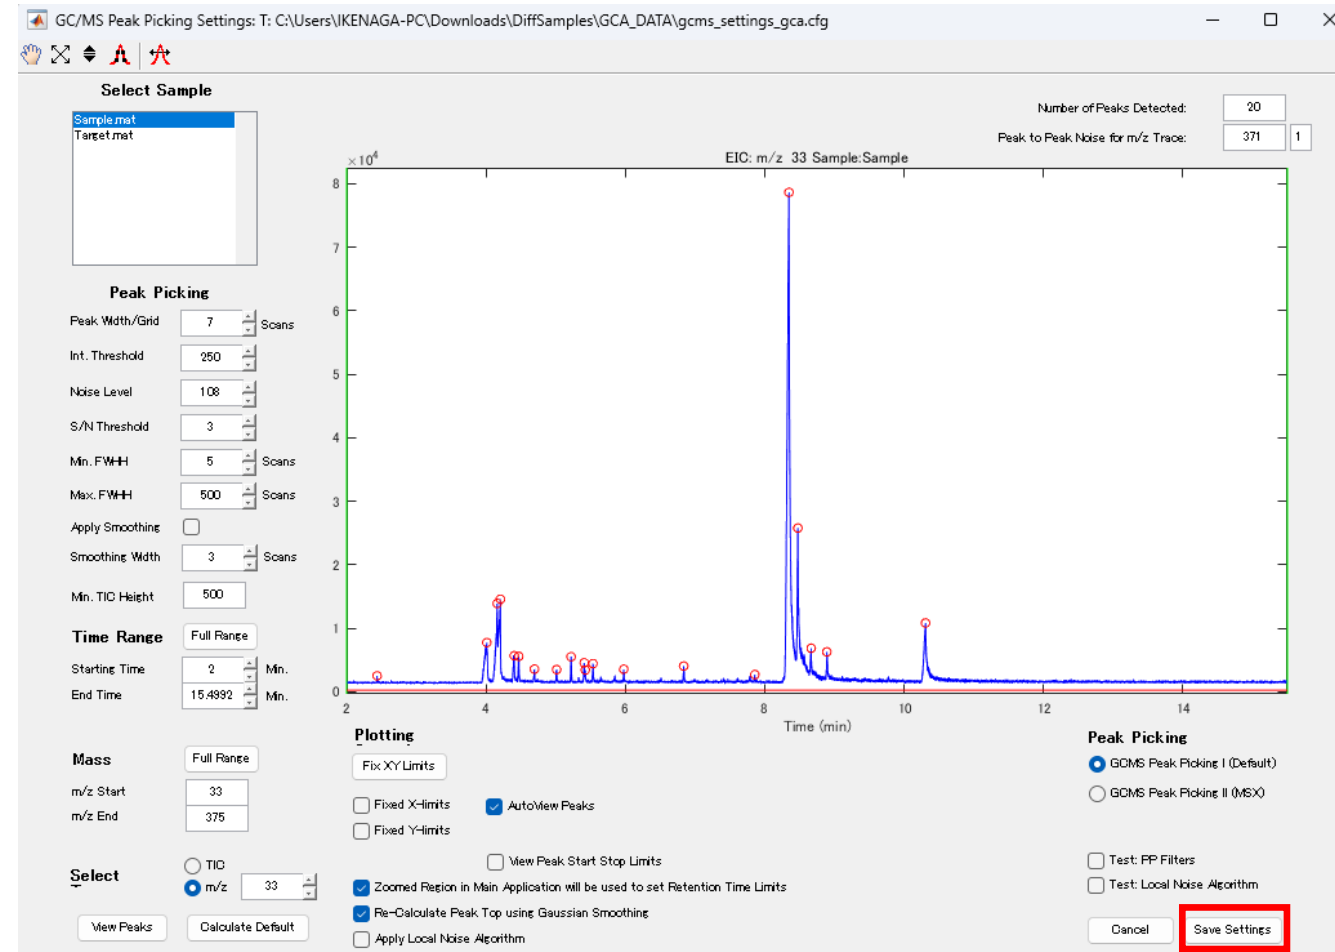 GC/MS Peak Picking Settings: T: C:\Users\IKENAGA-PC\Downloads\DiffSamples\GCA_DATA\gcms_settings_gca.cfg
Select Sample
Sample.mat
Target.mat
Number of Peaks Detected: 20
Peak to Peak Noise for m/z Trace: 371 1
×10⁴
EIC: m/z 33 Sample:Sample
8
7
6
5
4
3
2
1
0
2 4 6 8 10 12 14
Time (min)
Peak Picking
Peak Width/Grid 7 Scans
Int. Threshold 250
Noise Level 108
S/N Threshold 3
Min. FWHH 5 Scans
Max. FWHH 500 Scans
Apply Smoothing
Smoothing Width 3 Scans
Min. TIC Height 500
Time Range Full Range
Starting Time 2 Min.
End Time 15.4992 Min.
Mass Full Range
m/z Start 33
m/z End 375
Select
TIC
m/z 33
View Peaks Calculate Default
Plotting
Fix XY Limits
Fixed X-limits AutoView Peaks
Fixed Y-limits
View Peak Start Stop Limits
Zoomed Region in Main Application will be used to set Retention Time Limits
Re-Calculate Peak Top using Gaussian Smoothing
Apply Local Noise Algorithm
Peak Picking
GCMS Peak Picking I (Default)
GCMS Peak Picking II (MSX)
Test: PP Filters
Test: Local Noise Algorithm
Cancel Save Settings